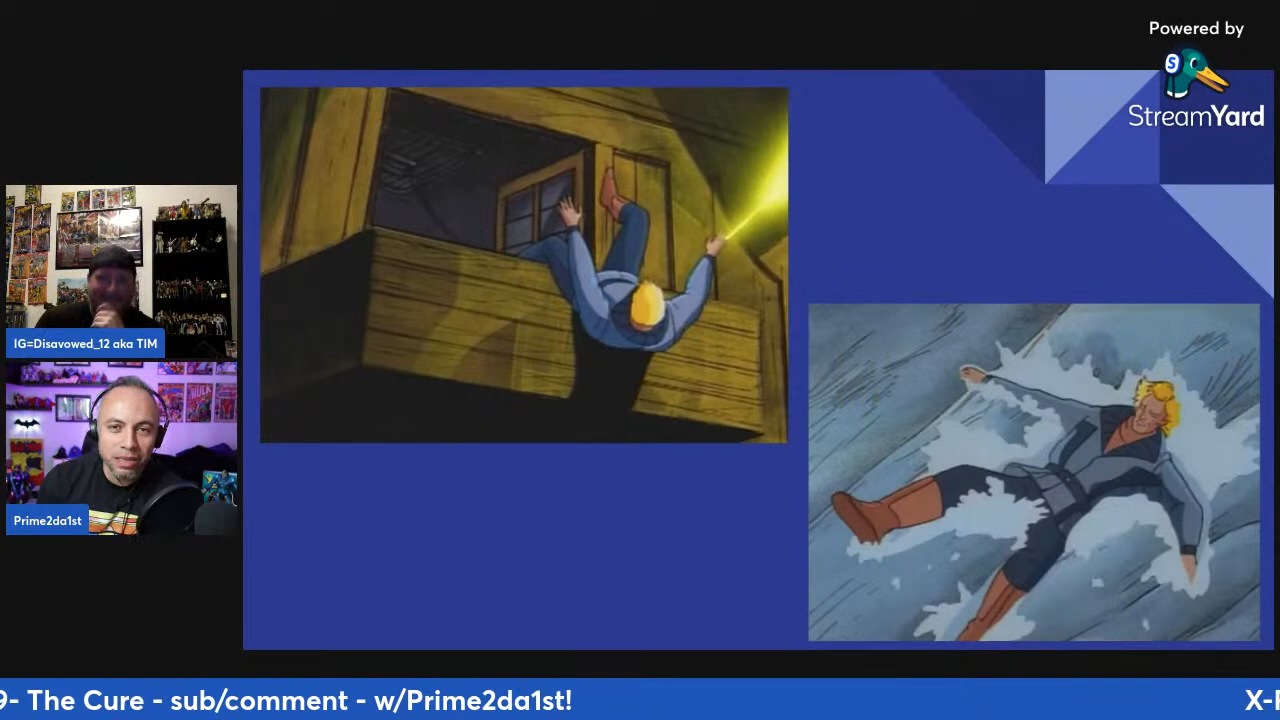 Powered by
S
StreamYard
IG=Disavowed_12 aka TIM
Prime2da1st
9- The Cure - sub/comment - w/Prime2da1st!
X-